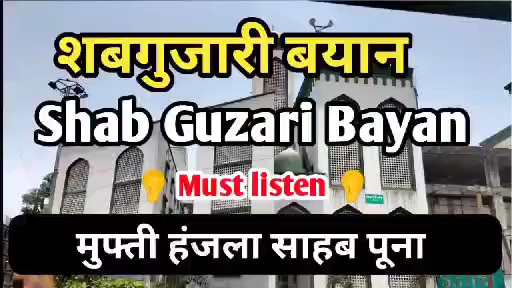 शबगुजारी बयान
Shab Guzari Bayan
Must listen
मुफ्ती हंजला साहब पूना